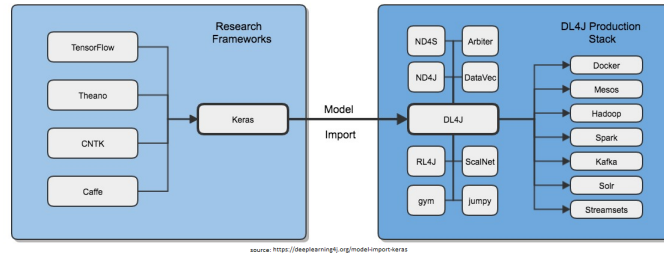 Research
Frameworks
TensorFlow
Theano
CNTK
Caffe
Keras
Model
Import
DL4J Production
Stack
ND4S
Arbiter
ND4J
DataVec
DL4J
RL4J
ScalNet
gym
jumpy
Docker
Mesos
Hadoop
Spark
Kafka
Solr
Streamsets
source: https://deeplearning4j.org/model-import-keras